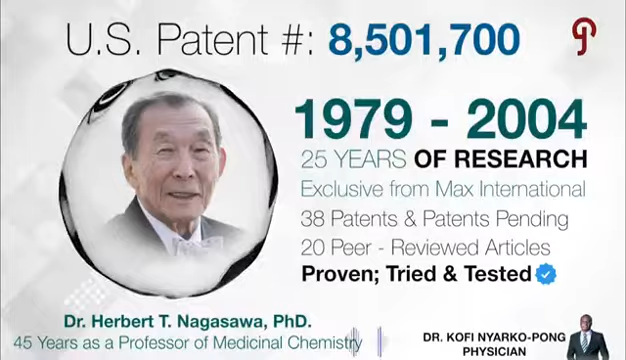 U.S. Patent #: 8,501,700
1979 - 2004
25 YEARS OF RESEARCH
Exclusive from Max International
38 Patents & Patents Pending
20 Peer - Reviewed Articles
Proven; Tried & Tested
Dr. Herbert T. Nagasawa, PhD.
45 Years as a Professor of Medicinal Chemistry
DR. KOFI NYARKO-PONG
PHYSICIAN